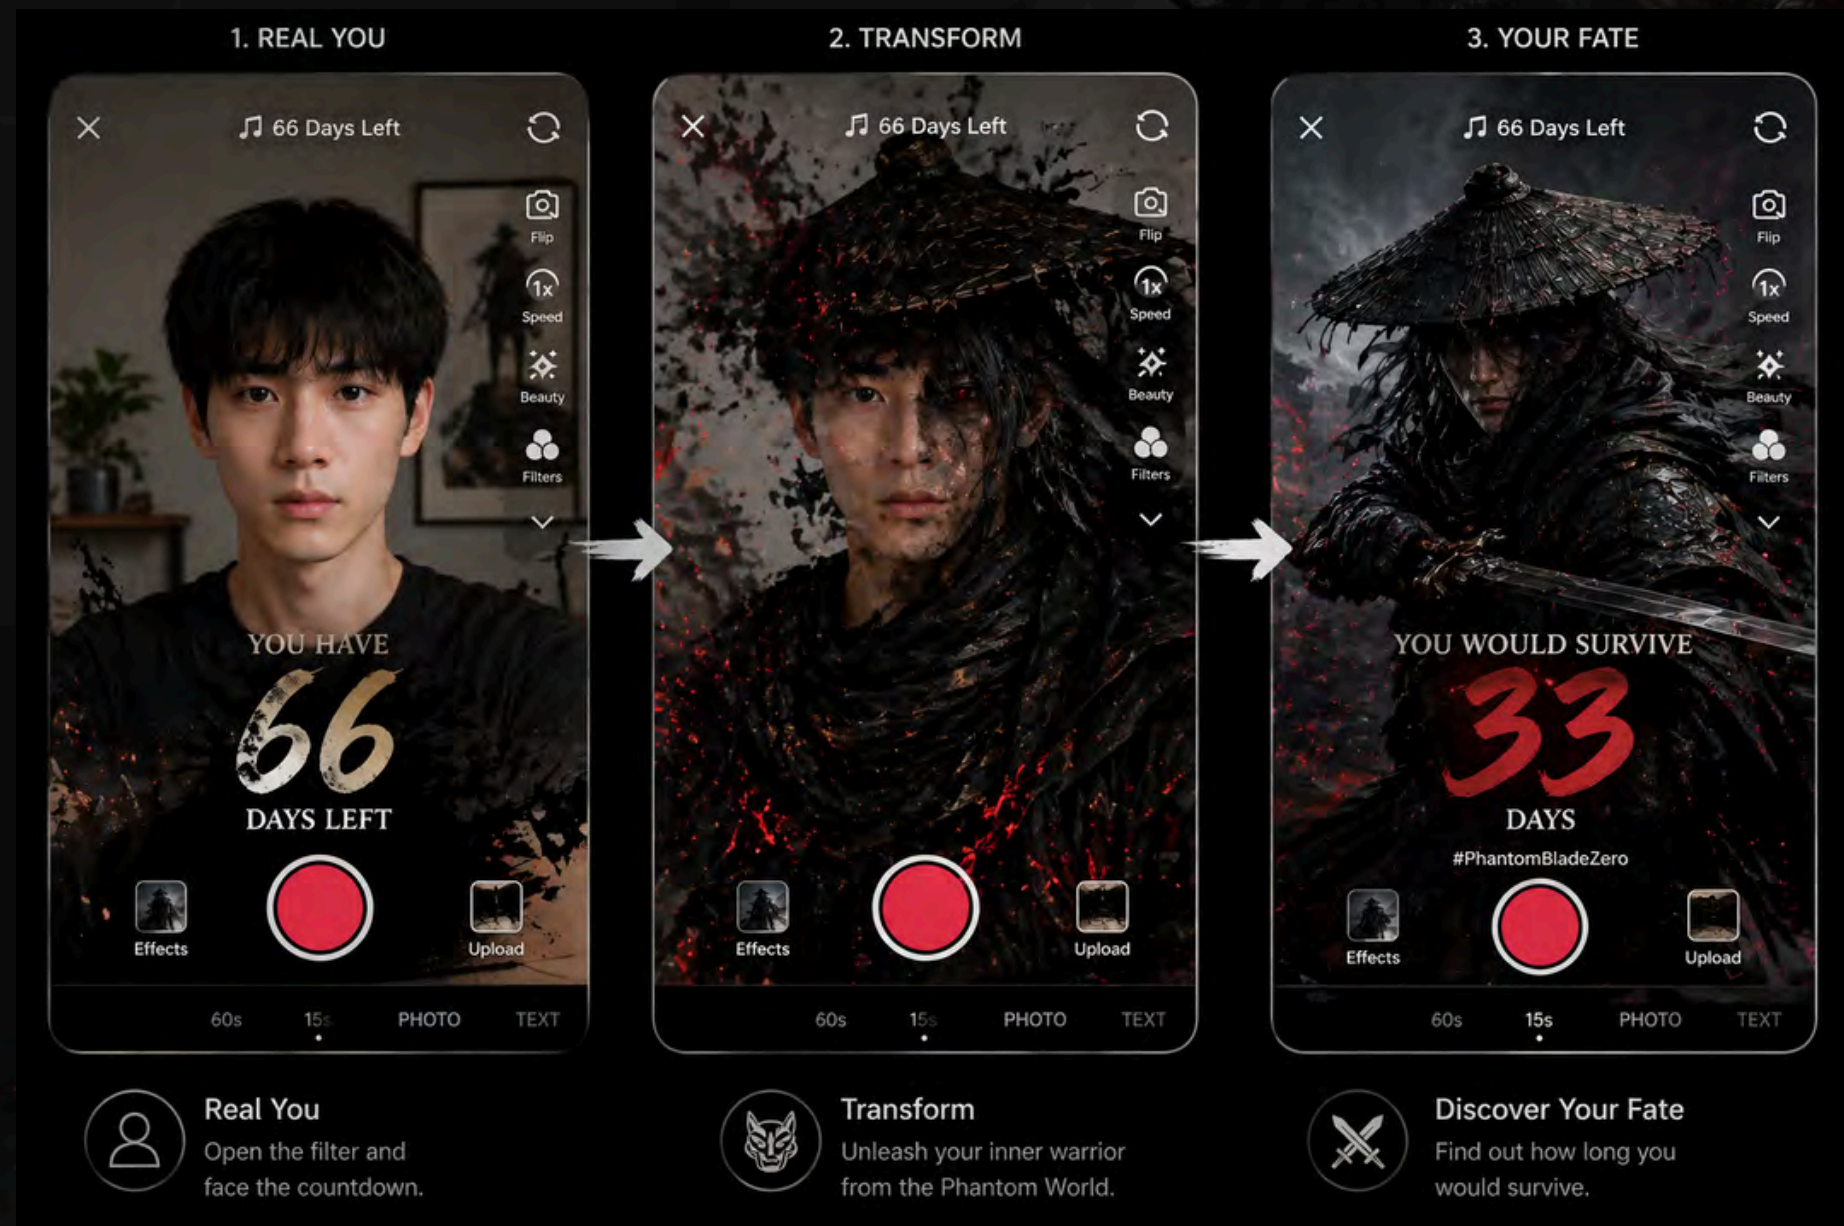 1. REAL YOU
66 Days Left
Flip
1x
Speed
Beauty
Filters
YOU HAVE
66
DAYS LEFT
Effects
Upload
60s 15s PHOTO TEXT
Real You
Open the filter and
face the countdown.
2. TRANSFORM
66 Days Left
Flip
1x
Speed
Beauty
Filters
Effects
Upload
60s 15s PHOTO TEXT
Transform
Unleash your inner warrior
from the Phantom World.
3. YOUR FATE
66 Days Left
Flip
1x
Speed
Beauty
Filters
YOU WOULD SURVIVE
33
DAYS
#PhantomBladeZero
Effects
Upload
60s 15s PHOTO TEXT
Discover Your Fate
Find out how long you
would survive.